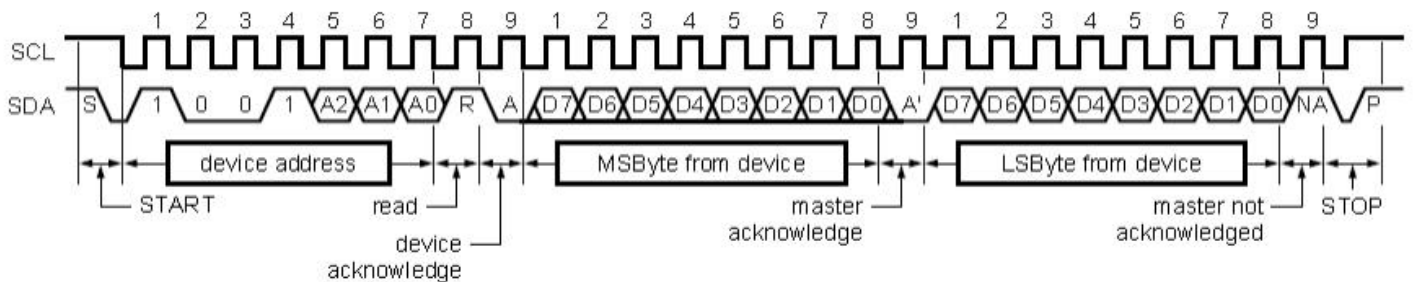 1 2 3 4 5 6 7 8 9 1 2 3 4 5 6 7 8 9 1 2 3 4 5 6 7 8 9
SCL
SDA S 1 0 0 1 A2 A1 A0 R A D7 D6 D5 D4 D3 D2 D1 D0 A' D7 D6 D5 D4 D3 D2 D1 D0 NA P
device address MSByte from device LSByte from device
START read master master not STOP
acknowledge acknowledged
device
acknowledge